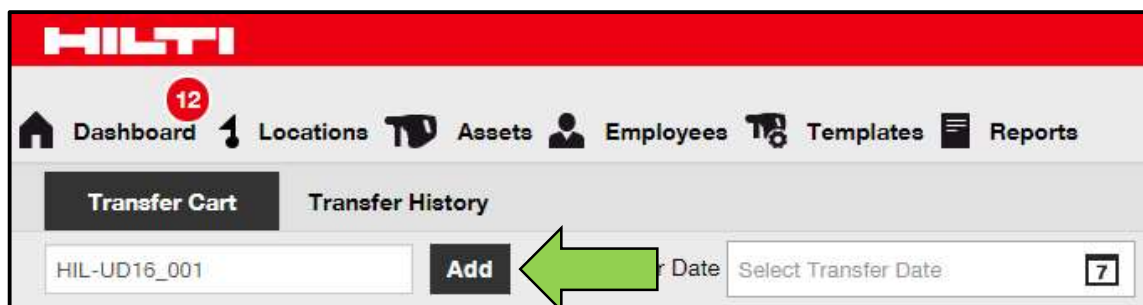 HILTI
12
Dashboard Locations Assets Employees Templates Reports
Transfer Cart Transfer History
HIL-UD16_001 Add r Date Select Transfer Date 7